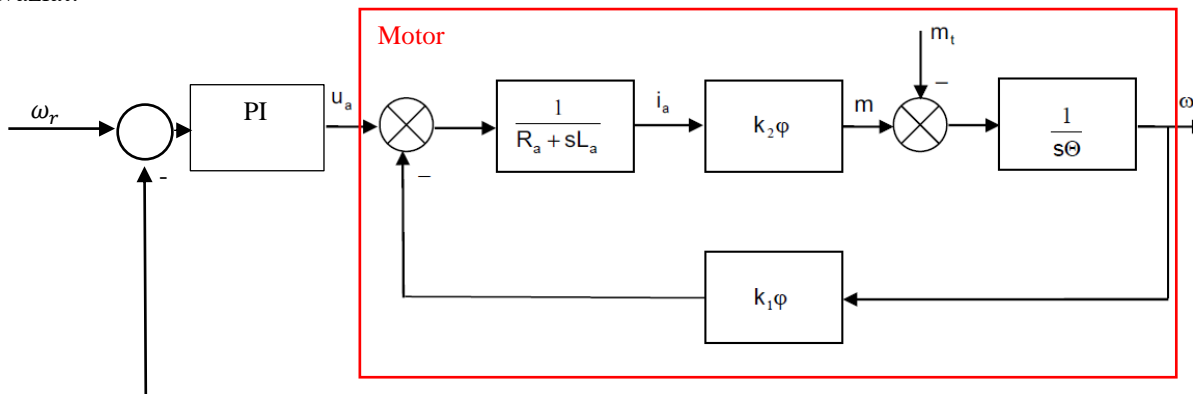 Motor
ω_r
-
PI
u_a
−
1
R_a + sL_a
i_a
k_2φ
m
m_t
−
1
sΘ
ω
k_1φ